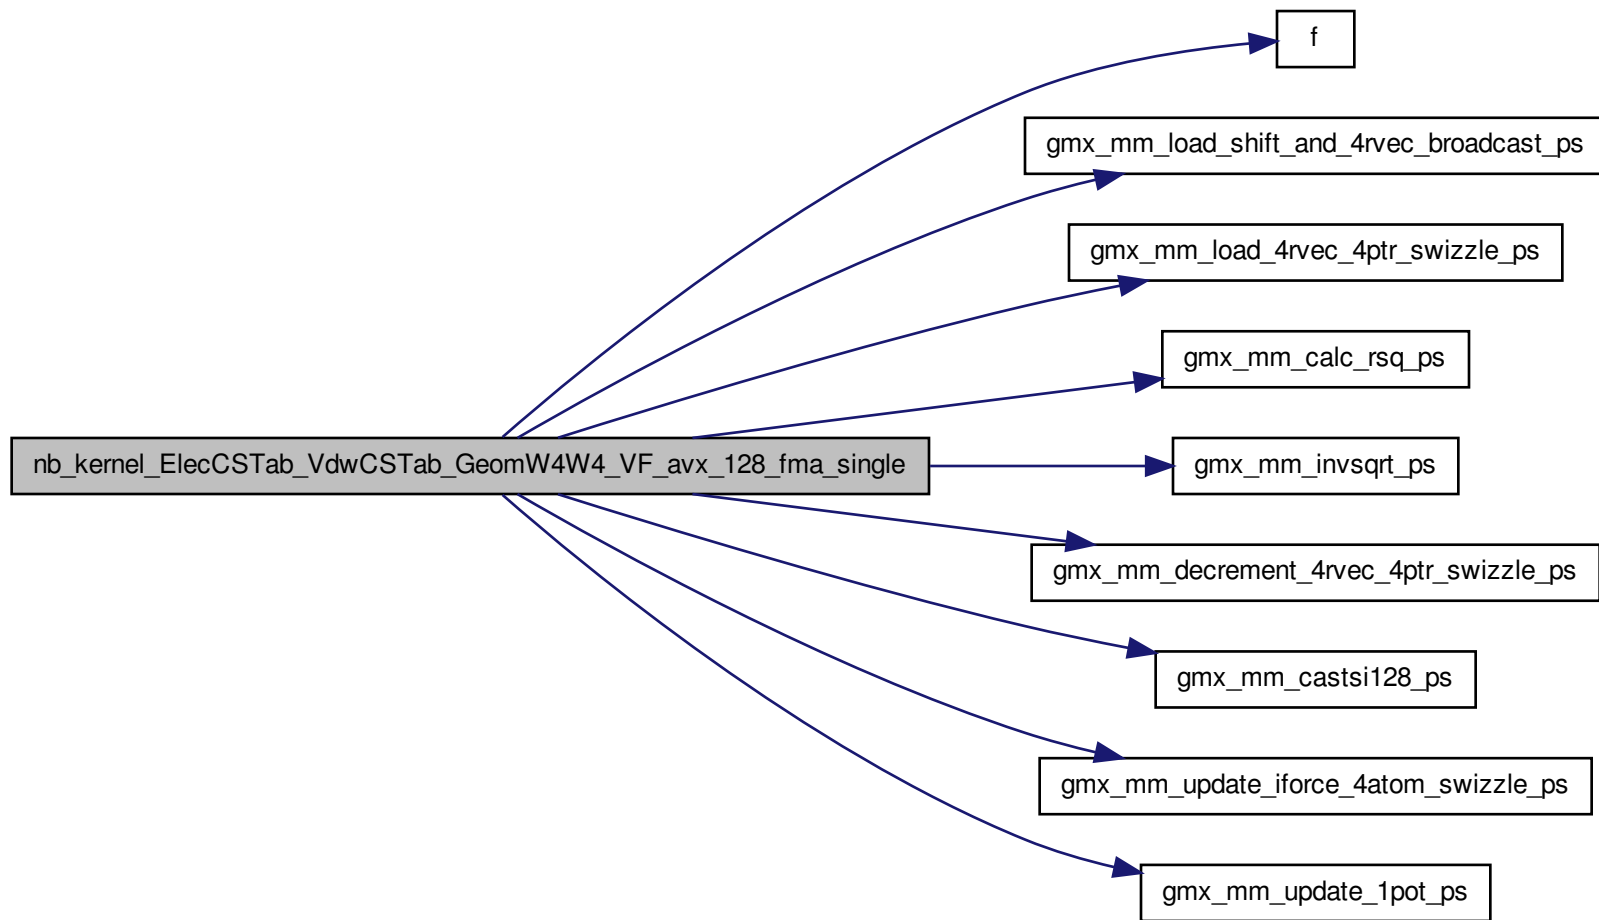 f
gmx_mm_load_shift_and_4rvec_broadcast_ps
gmx_mm_load_4rvec_4ptr_swizzle_ps
gmx_mm_calc_rsq_ps
nb_kernel_ElecCSTab_VdwCSTab_GeomW4W4_VF_avx_128_fma_single
gmx_mm_invsqrt_ps
gmx_mm_decrement_4rvec_4ptr_swizzle_ps
gmx_mm_castsi128_ps
gmx_mm_update_iforce_4atom_swizzle_ps
gmx_mm_update_1pot_ps